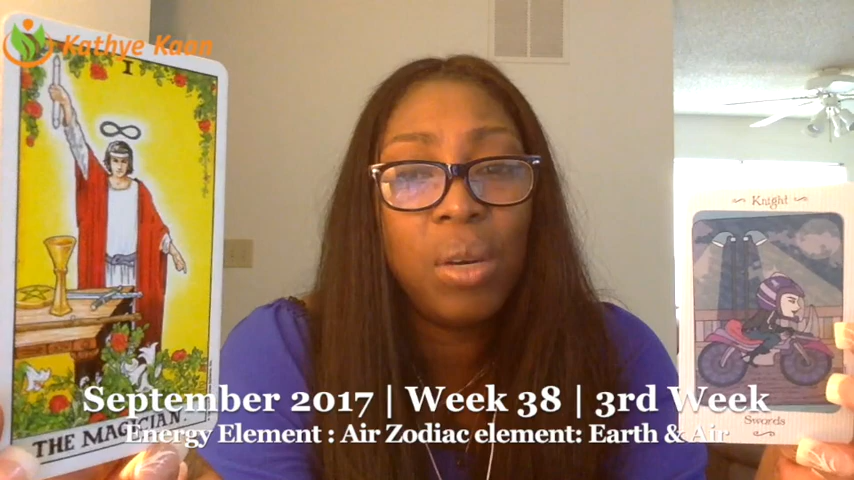 Kathye Kaan
I
THE MAGICIAN.
Knight
Swords
September 2017 | Week 38 | 3rd Week
Energy Element : Air Zodiac element: Earth & Air